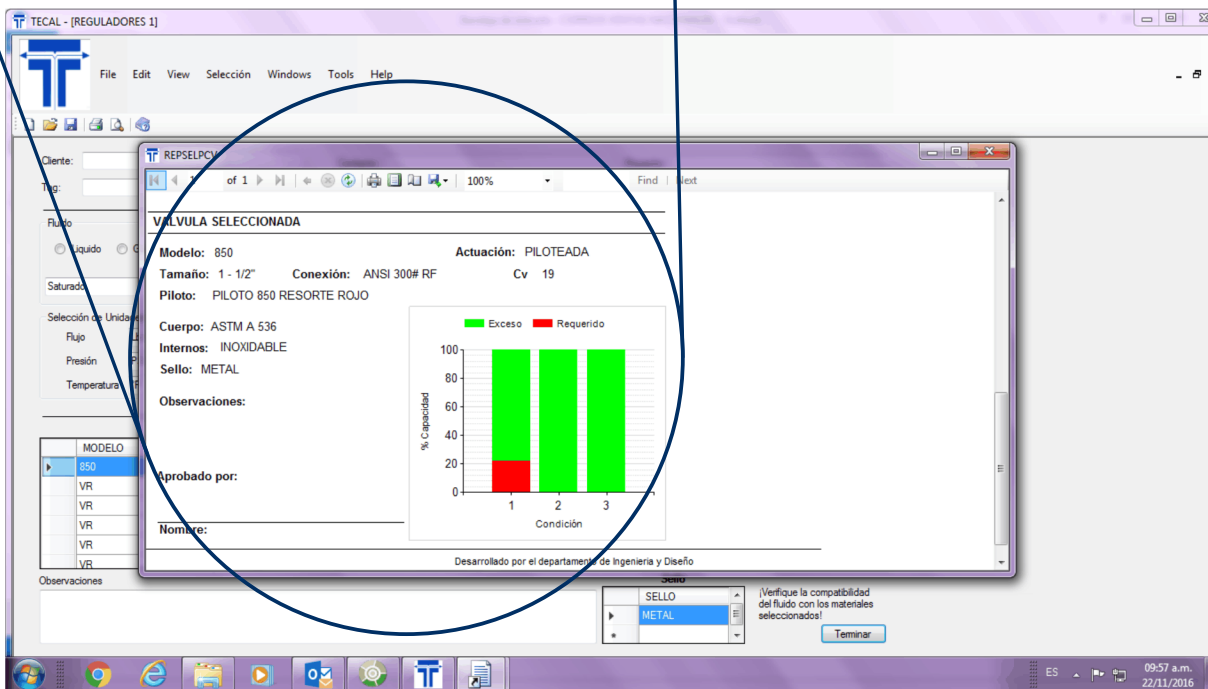 TECAL - [REGULADORES 1]
File Edit View Selección Windows Tools Help
Cliente:
Tag:
Fluido
Liquido
Saturado
Selección de Unidade
Flujo
Presión
Temperatura
MODELO
850
VR
VR
VR
VR
VR
REPSELPCV
1 of 1 100% Find | Next
VALVULA SELECCIONADA
Modelo: 850 Actuación: PILOTEADA
Tamaño: 1 - 1/2" Conexión: ANSI 300# RF Cv 19
Piloto: PILOTO 850 RESORTE ROJO
Cuerpo: ASTM A 536
Internos: INOXIDABLE
Sello: METAL
Observaciones:
Aprobado por:
Nombre:
Exceso Requerido
% Capacidad
100
80
60
40
20
0
1 2 3
Condición
Desarrollado por el departamento de Ingenieria y Diseño
Observaciones
Sello
SELLO
METAL
¡Verifique la compatibilidad
del fluido con los materiales
seleccionados!
Terminar
ES 09:57 a.m.
22/11/2016